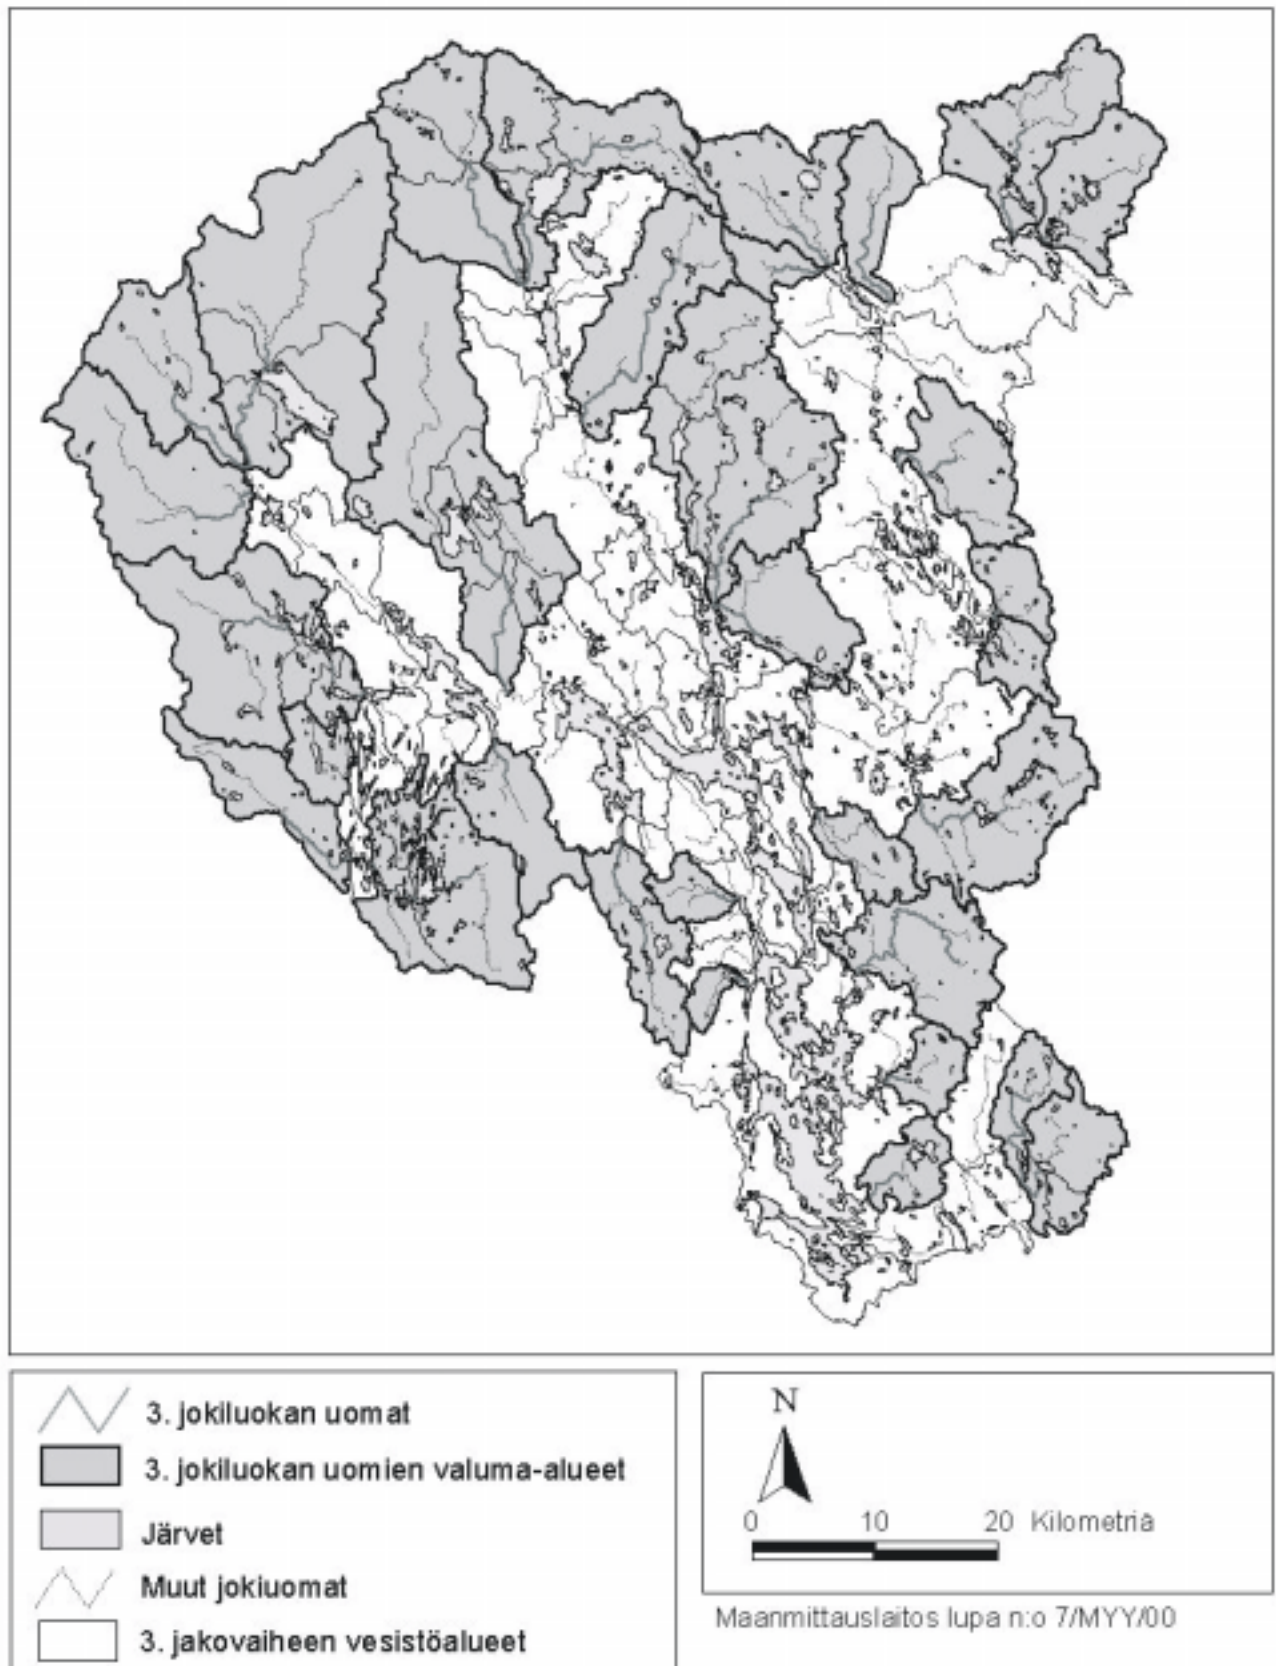 3. jokiluokan uomat
3. jokiluokan uomien valuma-alueet
Järvet
Muut jokiuomat
3. jakovaiheen vesistöalueet
N
0 10 20 Kilometriä
Maanmittauslaitos lupa n:o 7/MYY/00